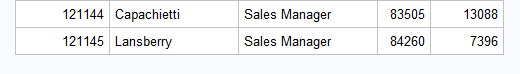 121144 Capachietti Sales Manager 83505 13088
121145 Lansberry Sales Manager 84260 7396